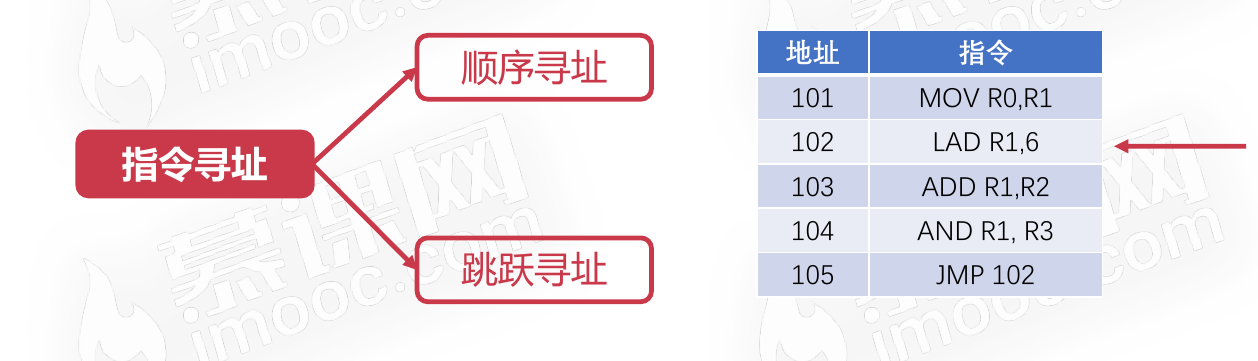 顺序寻址
指令寻址
跳跃寻址
地址 指令
101 MOV R0,R1
102 LAD R1,6
103 ADD R1,R2
104 AND R1, R3
105 JMP 102
慕课网
imooc.com